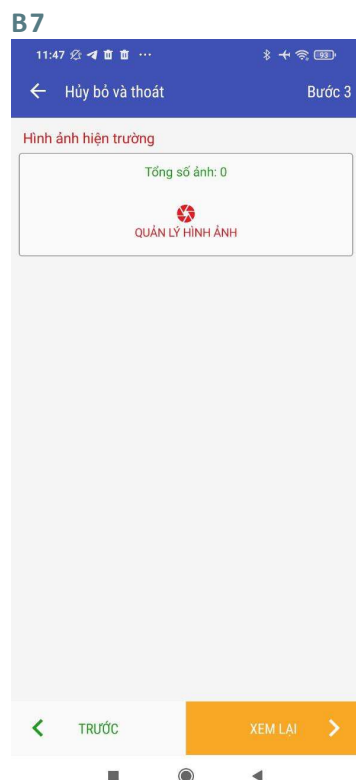 B7
11:47 ...
93
Hủy bỏ và thoát Bước 3
Hình ảnh hiện trường
Tổng số ảnh: 0
QUẢN LÝ HÌNH ẢNH
TRƯỚC XEM LẠI